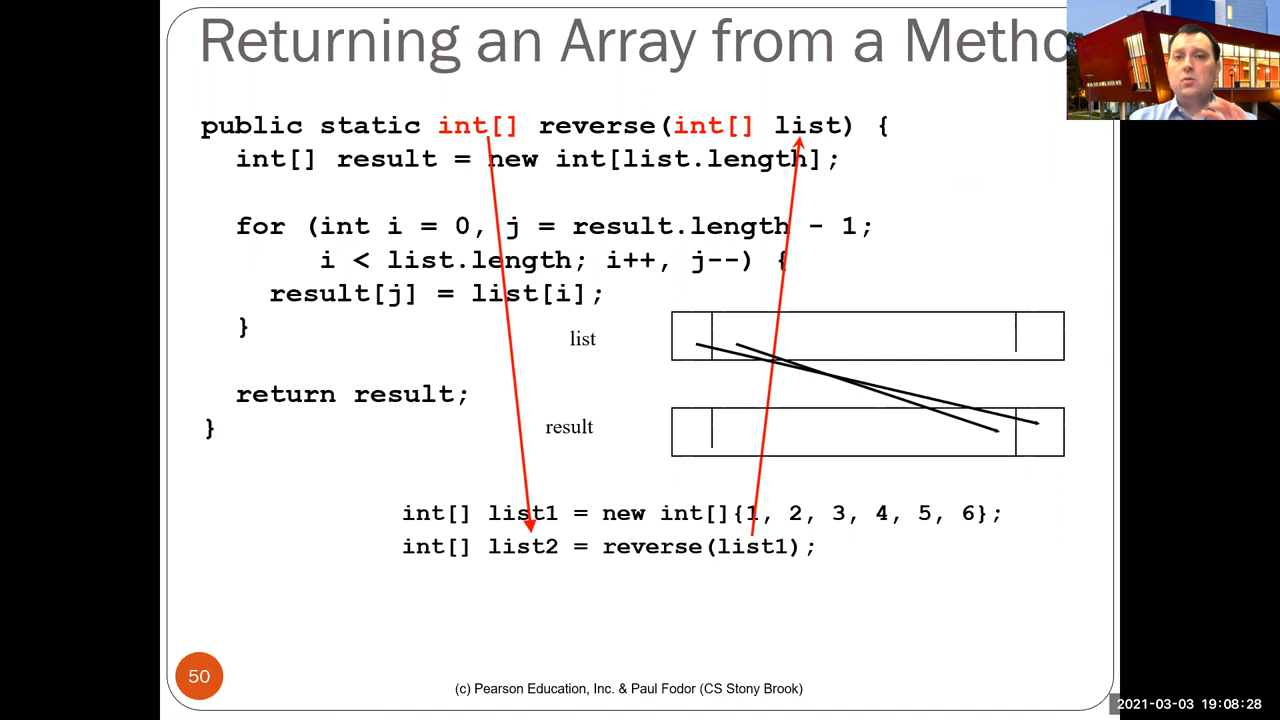 Returning an Array from a Metho
public static int[] reverse(int[] list) {
int[] result = new int[list.length];
for (int i = 0, j = result.length - 1;
i < list.length; i++, j--) {
result[j] = list[i];
}
return result;
}
list
result
int[] list1 = new int[]{1, 2, 3, 4, 5, 6};
int[] list2 = reverse(list1);
50
(c) Pearson Education, Inc. & Paul Fodor (CS Stony Brook)
2021-03-03 19:08:28